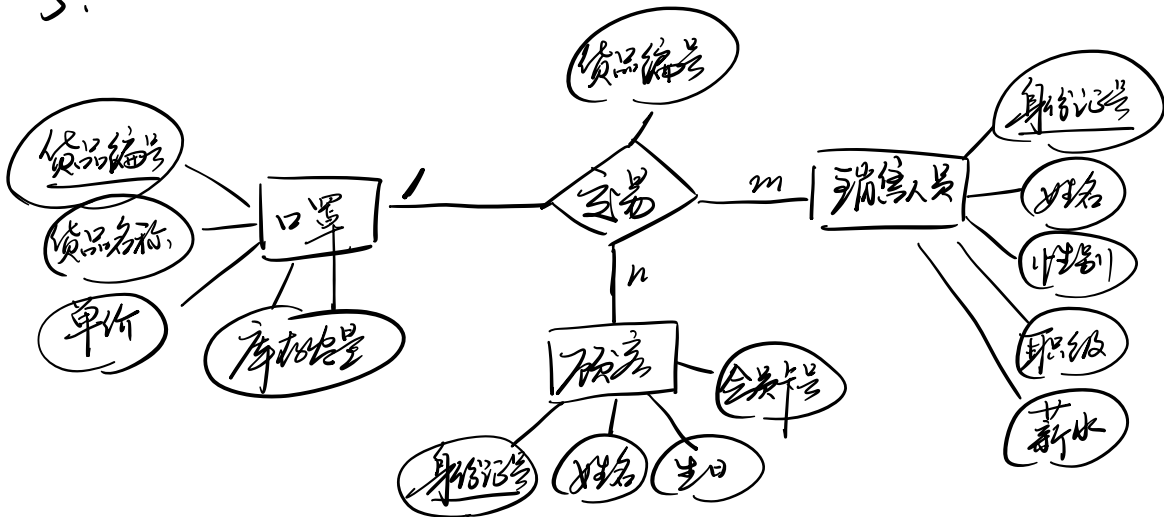 3.
货品编号
货品编号
身份证号
货品名称
口罩
1
交易
m
销售人员
姓名
性别
单价
库存容量
n
职级
顾客
会员卡号
薪水
身份证号
姓名
生日